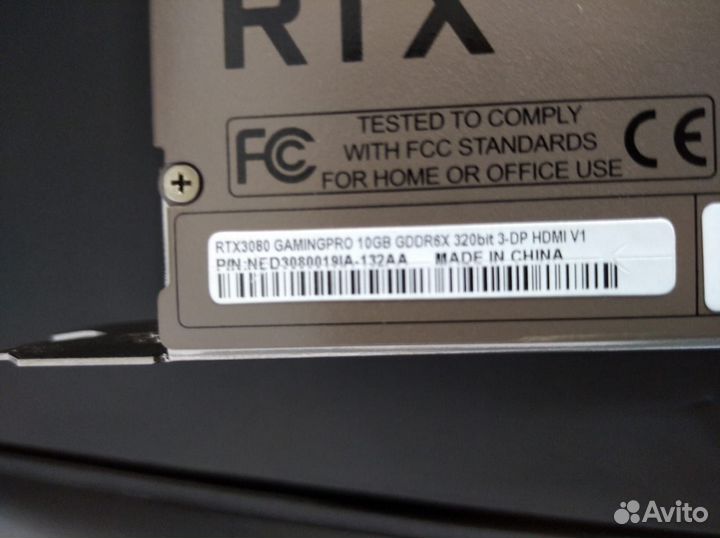 RTX
FC
TESTED TO COMPLY
WITH FCC STANDARDS
FOR HOME OR OFFICE USE
CE
RTX3080 GAMINGPRO 10GB GDDR6X 320bit 3-DP HDMI V1
P/N:NED3080019IA-132AA MADE IN CHINA
Avito